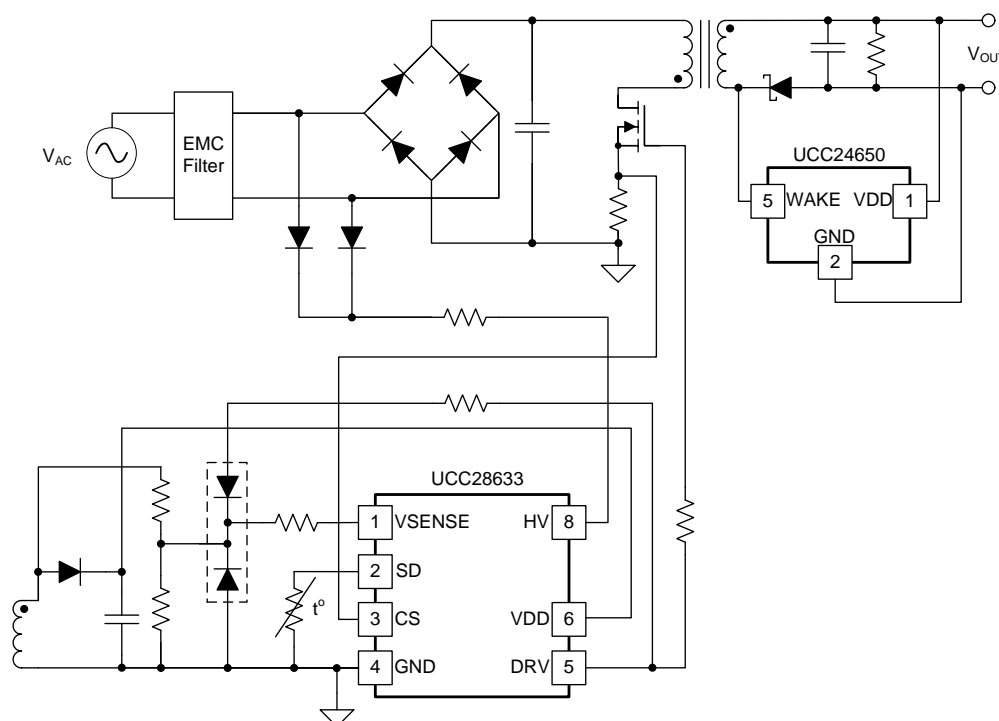 V_OUT
EMC
Filter
V_AC
UCC24650
5 WAKE VDD 1
GND
2
UCC28633
1 VSENSE HV 8
2 SD
t°
3 CS VDD 6
4 GND DRV 5